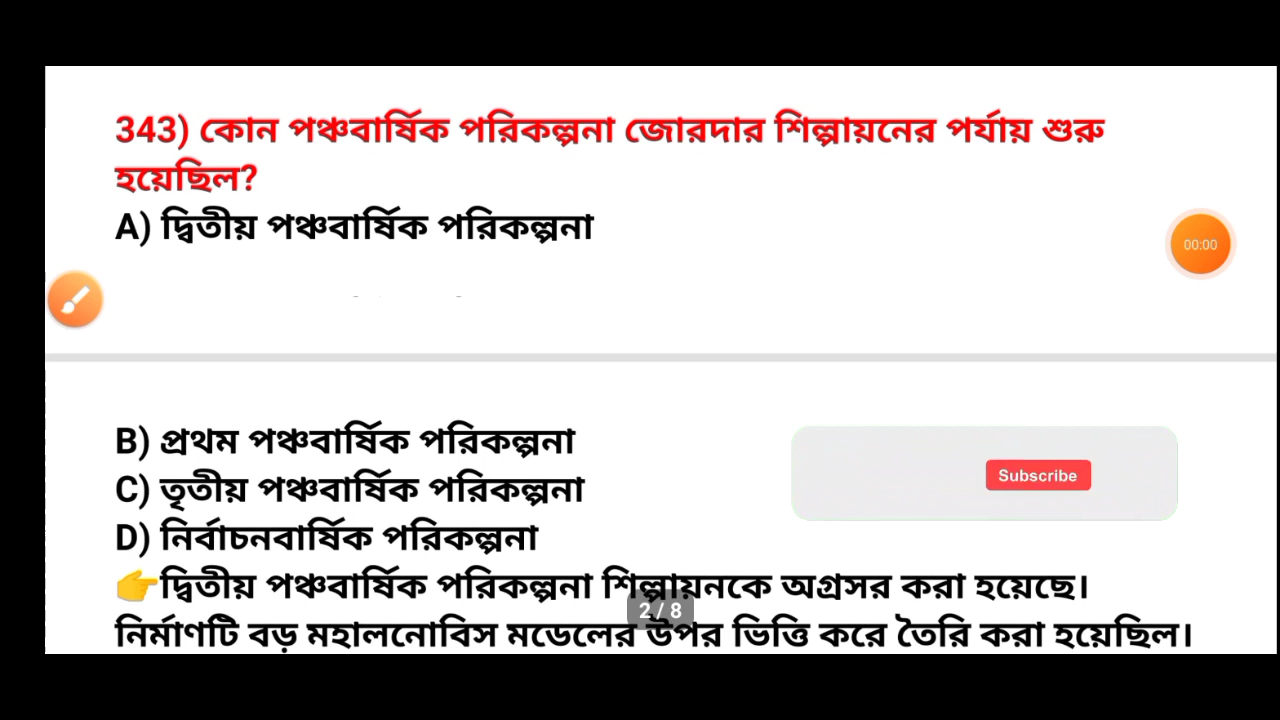 343) কোন পঞ্চবার্ষিক পরিকল্পনা জোরদার শিল্পায়নের পর্যায় শুরু
হয়েছিল?
A) দ্বিতীয় পঞ্চবার্ষিক পরিকল্পনা
00:00
B) প্রথম পঞ্চবার্ষিক পরিকল্পনা
C) তৃতীয় পঞ্চবার্ষিক পরিকল্পনা
Subscribe
D) নির্বাচনবার্ষিক পরিকল্পনা
👉দ্বিতীয় পঞ্চবার্ষিক পরিকল্পনা শিল্পায়নকে অগ্রসর করা হয়েছে।
2 / 8
নির্মাণটি বড় মহালনোবিস মডেলের উপর ভিত্তি করে তৈরি করা হয়েছিল।